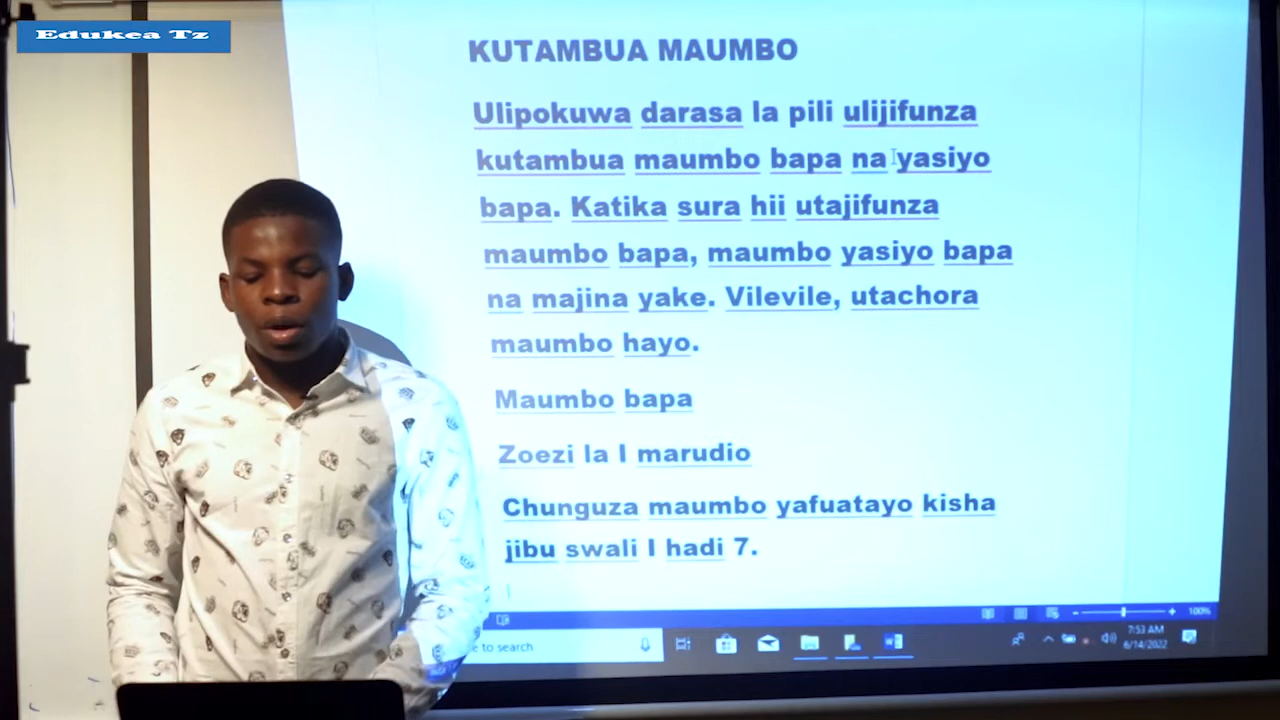 Edukea Tz
KUTAMBUA MAUMBO
Ulipokuwa darasa la pili ulijifunza
kutambua maumbo bapa na yasiyo
bapa. Katika sura hii utajifunza
maumbo bapa, maumbo yasiyo bapa
na majina yake. Vilevile, utachora
maumbo hayo.
Maumbo bapa
Zoezi la I marudio
Chunguza maumbo yafuatayo kisha
jibu swali I hadi 7.
100%
e to search
7:53 AM
6/14/2022